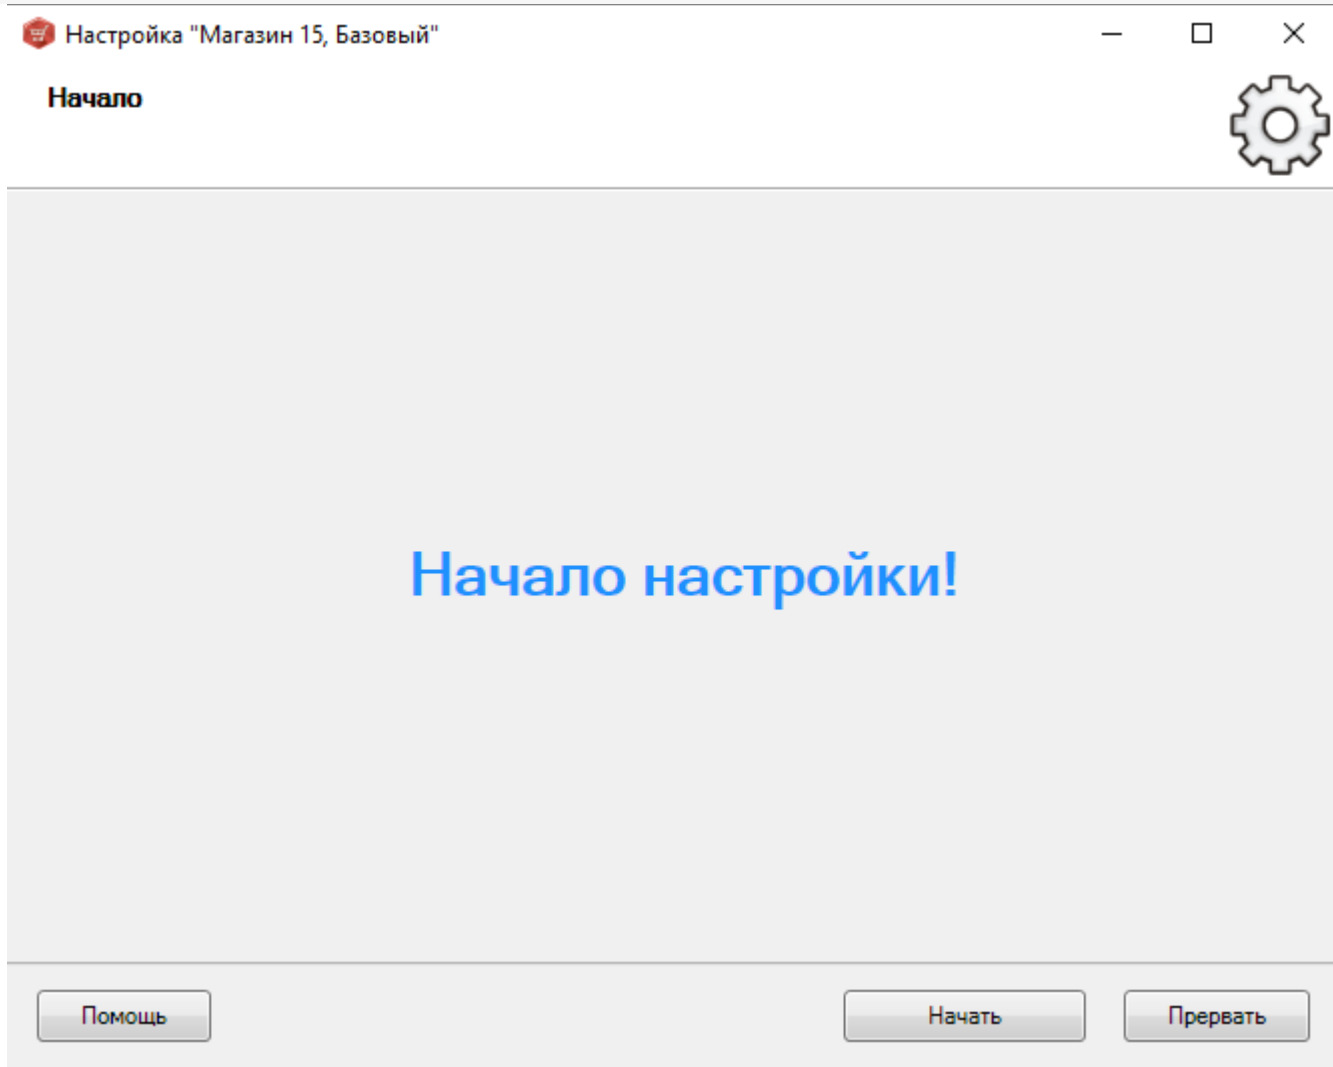 Настройка "Магазин 15, Базовый"
Начало
Начало настройки!
Помощь
Начать
Прервать